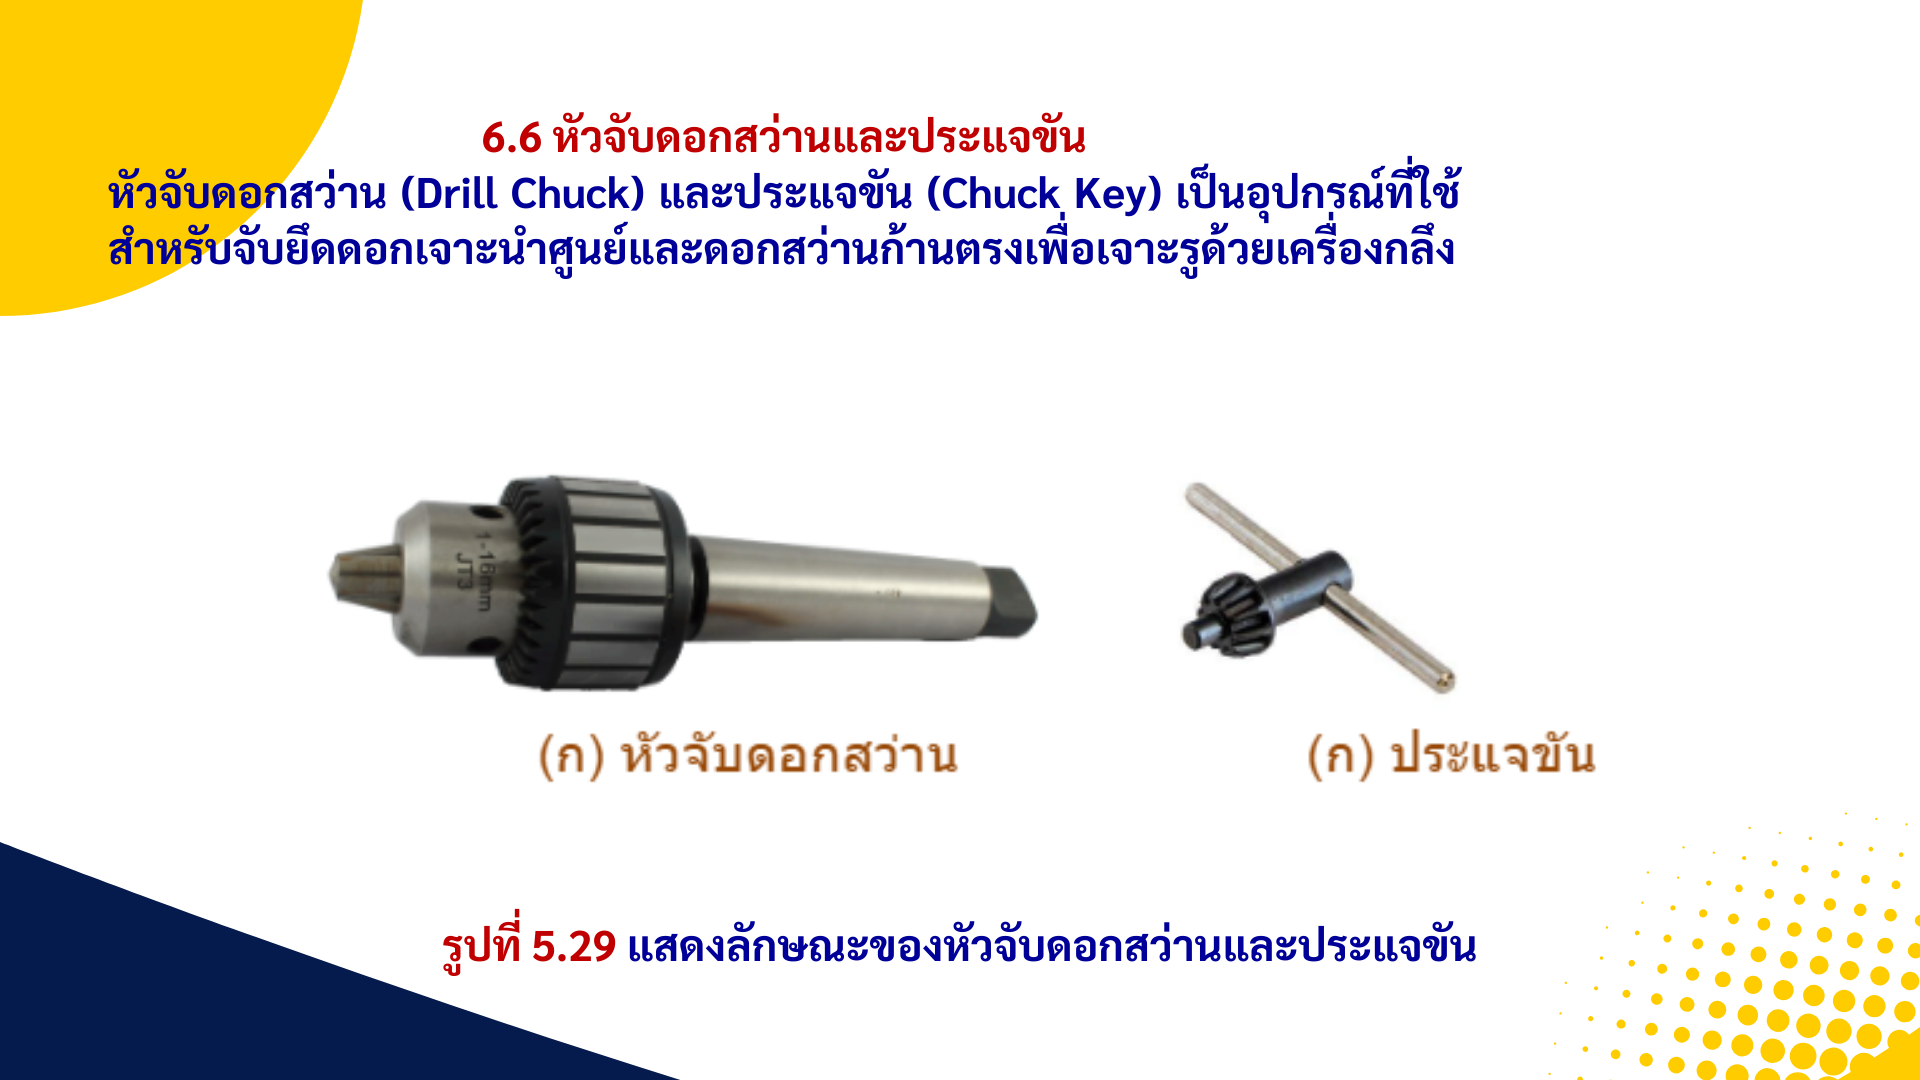 6.6 หัวจับดอกสว่านและประแจขัน
หัวจับดอกสว่าน (Drill Chuck) และประแจขัน (Chuck Key) เป็นอุปกรณ์ที่ใช้
สำหรับจับยึดดอกเจาะนำศูนย์และดอกสว่านก้านตรงเพื่อเจาะรูด้วยเครื่องกลึง
1-16mm
JT3
(ก) หัวจับดอกสว่าน
(ก) ประแจขัน
รูปที่ 5.29 แสดงลักษณะของหัวจับดอกสว่านและประแจขัน